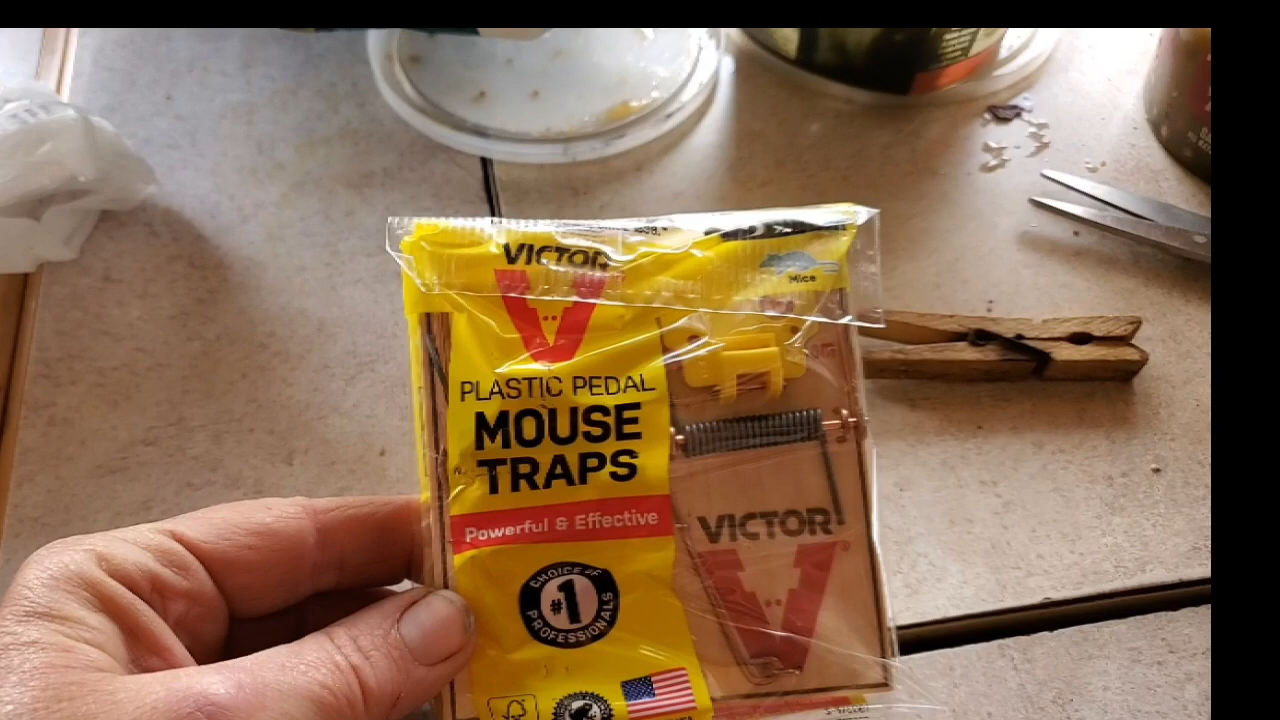 VICTOR
Mice
PLASTIC PEDAL
MOUSE
TRAPS
Powerful & Effective
CHOICE OF
#1
PROFESSIONALS
VICTOR